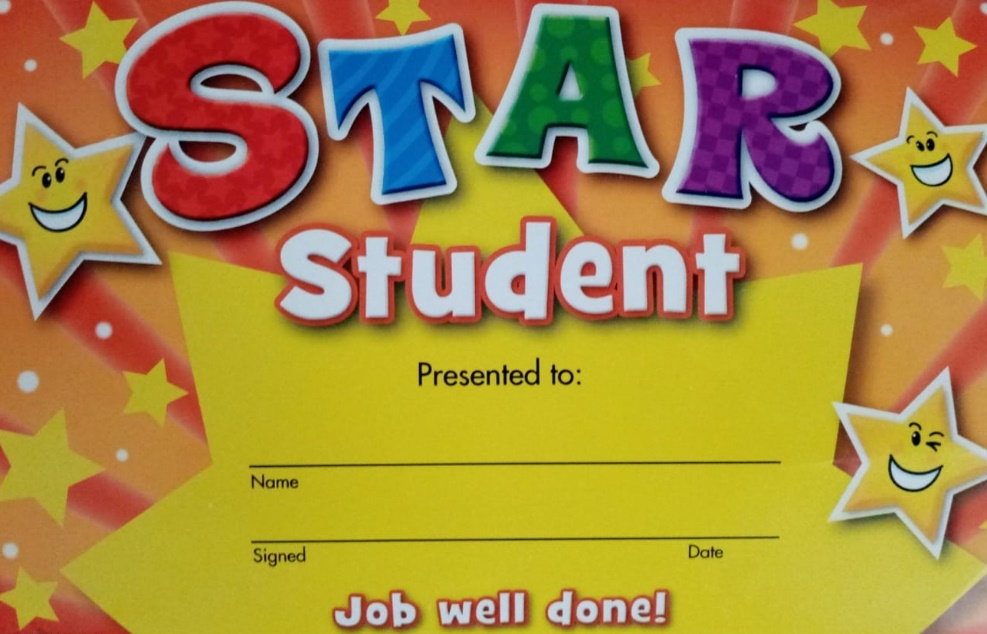 STAR
Student
Presented to:
Name
Signed Date
Job well done!